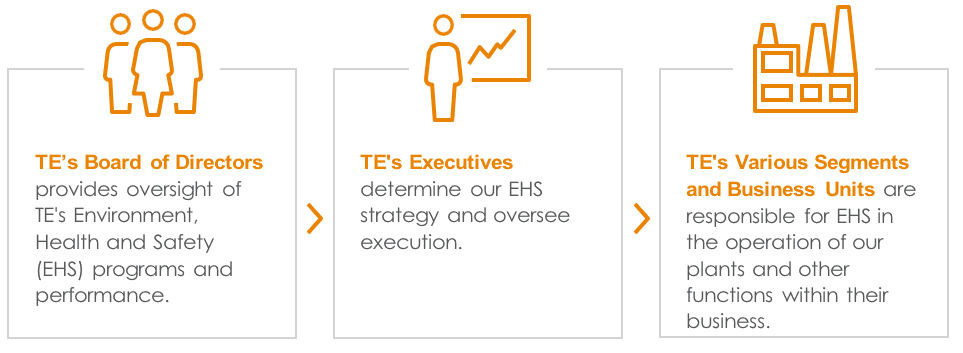 TE’s Board of Directors
provides oversight of
TE's Environment,
Health and Safety
(EHS) programs and
performance.
TE's Executives
determine our EHS
strategy and oversee
execution.
TE's Various Segments
and Business Units are
responsible for EHS in
the operation of our
plants and other
functions within their
business.